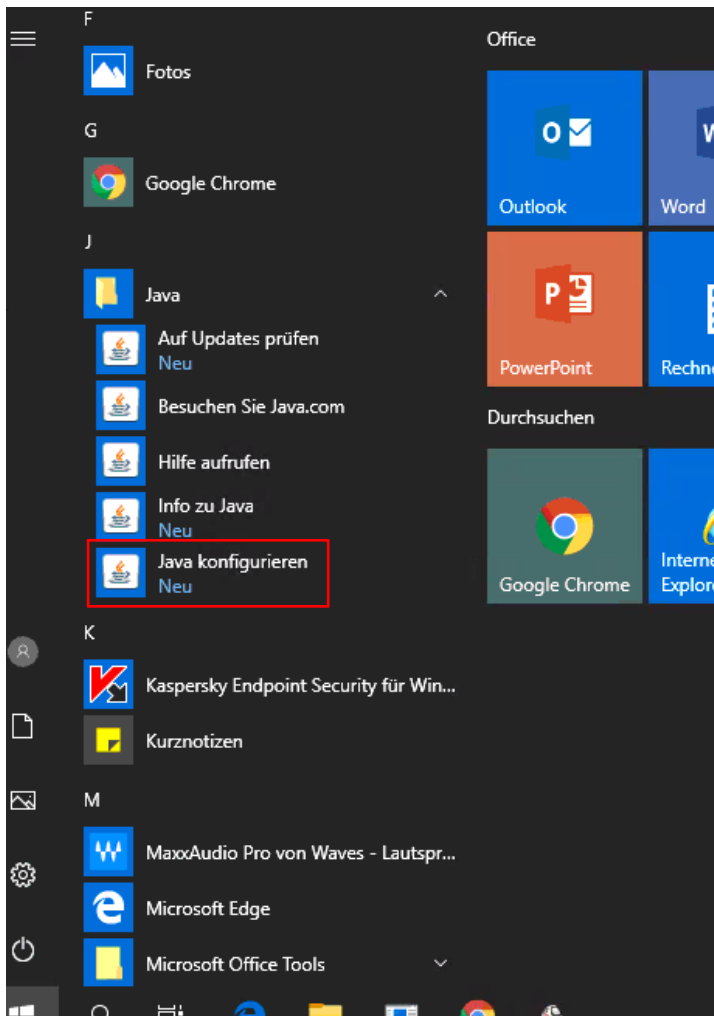 F
Fotos
G
Google Chrome
J
Java
Auf Updates prüfen
Neu
Besuchen Sie Java.com
Hilfe aufrufen
Info zu Java
Neu
Java konfigurieren
Neu
K
Kaspersky Endpoint Security für Win...
Kurznotizen
M
MaxxAudio Pro von Waves - Lautspr...
Microsoft Edge
Microsoft Office Tools
Office
Outlook
Word
PowerPoint
Durchsuchen
Google Chrome